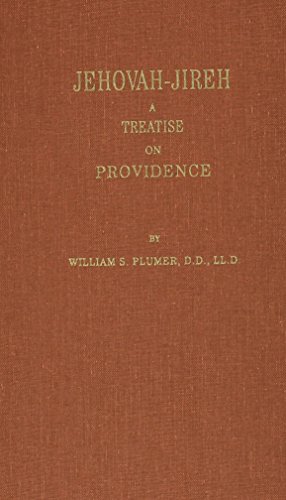 JEHOVAH-JIREH
A
TREATISE
ON
PROVIDENCE
BY
WILLIAM S. PLUMER, D.D., LL.D.